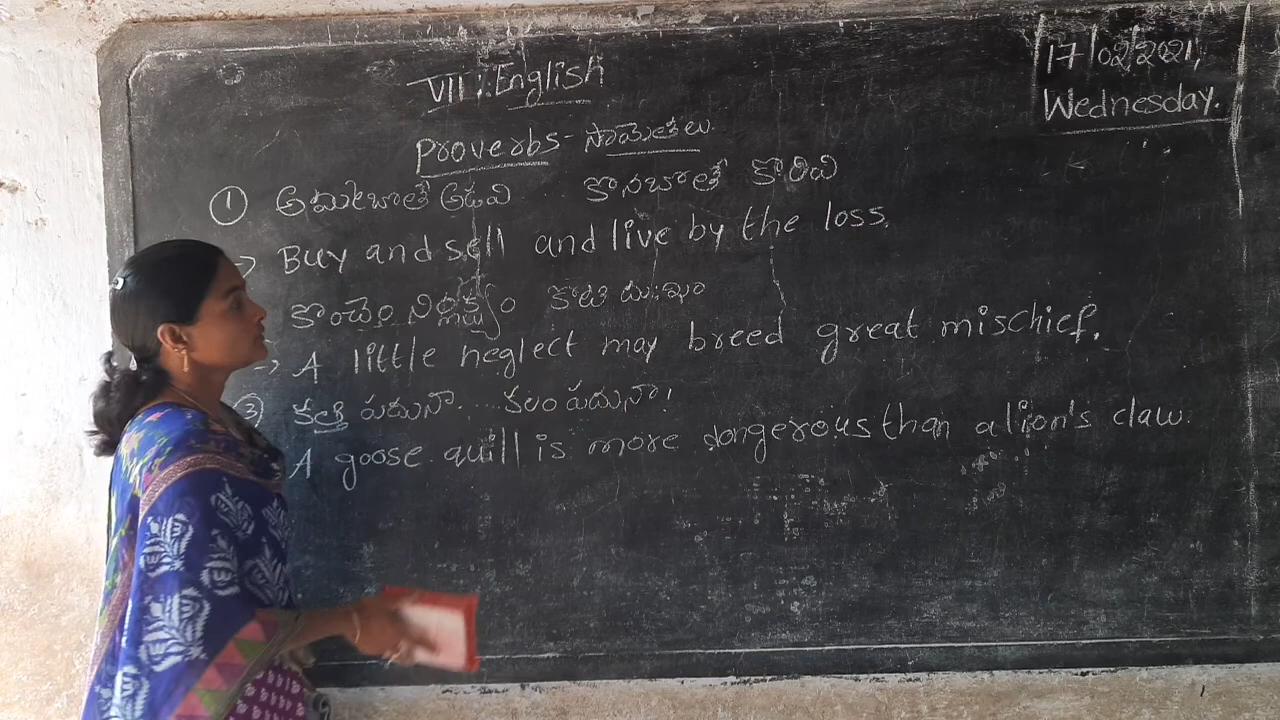 VII : English
17/02/2021,
Wednesday.
Proverbs - సామెతలు.
① అమ్మబోతే అడవి కొనబోతే కొరివి
-> Buy and sell and live by the loss.
కొంచెం నిర్లక్ష్యం కోటి దుఃఖం
-> A little neglect may breed great mischief.
③ కత్తి పదునా.. కలం పదునా!
A goose quill is more dangerous than a lion's claw.